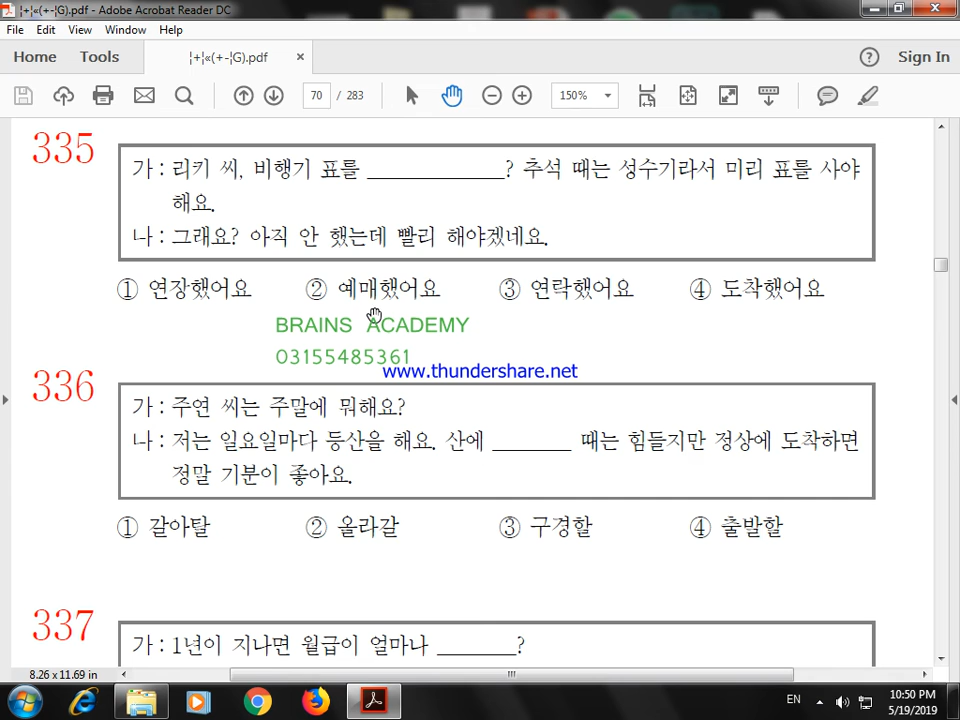 ¦+¦«(+-¦G).pdf - Adobe Acrobat Reader DC
File Edit View Window Help
Home Tools ¦+¦«(+-¦G).pdf × Sign In
70 / 283 150%
335
가 : 리키 씨, 비행기 표를 ______________? 추석 때는 성수기라서 미리 표를 사야
해요.
나 : 그래요? 아직 안 했는데 빨리 해야겠네요.
① 연장했어요 ② 예매했어요 ③ 연락했어요 ④ 도착했어요
BRAINS ACADEMY
03155485361
www.thundershare.net
336
가 : 주연 씨는 주말에 뭐해요?
나 : 저는 일요일마다 등산을 해요. 산에 ________ 때는 힘들지만 정상에 도착하면
정말 기분이 좋아요.
① 갈아탈 ② 올라갈 ③ 구경할 ④ 출발할
337
가 : 1년이 지나면 월급이 얼마나 ________?
8.26 x 11.69 in
EN 10:50 PM
5/19/2019